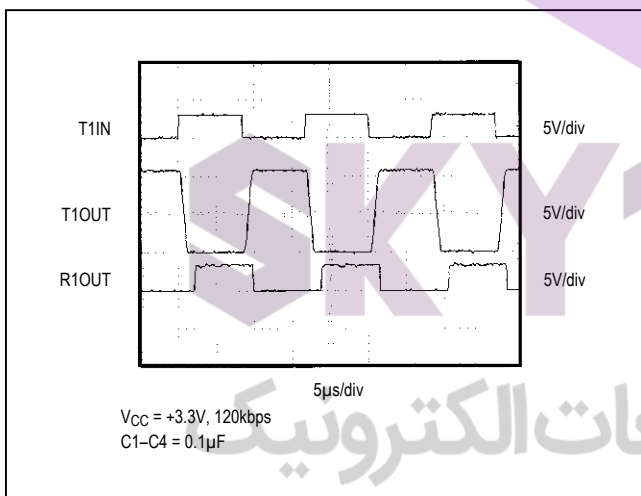 T1IN
5V/div
T1OUT
5V/div
R1OUT
5V/div
5µs/div
VCC = +3.3V, 120kbps
C1–C4 = 0.1µF
SKY
الکترونیک